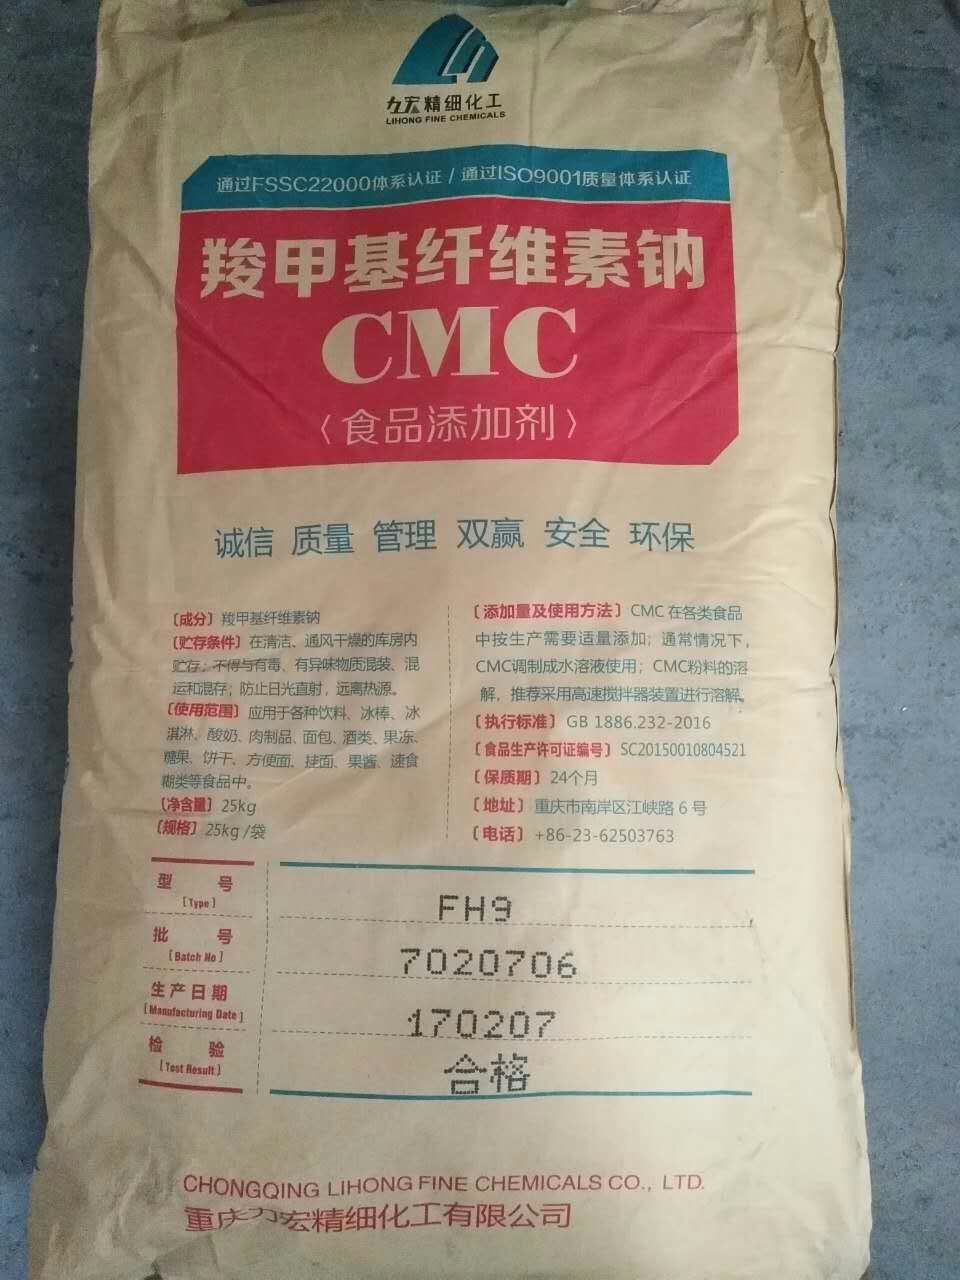 力宏精细化工
LIHONG FINE CHEMICALS
通过FSSC22000体系认证 / 通过ISO9001质量体系认证
羧甲基纤维素钠
CMC
〈食品添加剂〉
诚信 质量 管理 双赢 安全 环保
〔成分〕羧甲基纤维素钠
〔贮存条件〕在清洁、通风干燥的库房内
贮存；不得与有毒、有异味物质混装、混
运和混存；防止日光直射，远离热源。
〔使用范围〕应用于各种饮料、冰棒、冰
淇淋、酸奶、肉制品、面包、酒类、果冻、
糖果、饼干、方便面、挂面、果酱、速食
糊类等食品中。
〔净含量〕25kg
〔规格〕25kg /袋
〔添加量及使用方法〕CMC 在各类食品
中按生产需要适量添加；通常情况下，
CMC调制成水溶液使用；CMC粉料的溶
解，推荐采用高速搅拌器装置进行溶解。
〔执行标准〕GB 1886.232-2016
〔食品生产许可证编号〕SC20150010804521
〔保质期〕24个月
〔地址〕重庆市南岸区江峡路 6 号
〔电话〕+86-23-62503763
型 号
[Type]
FH9
批 号
[Batch No]
7020706
生产日期
[Manufacturing Date]
170207
检 验
[Test Result]
合格
CHONGQING LIHONG FINE CHEMICALS CO., LTD.
重庆力宏精细化工有限公司